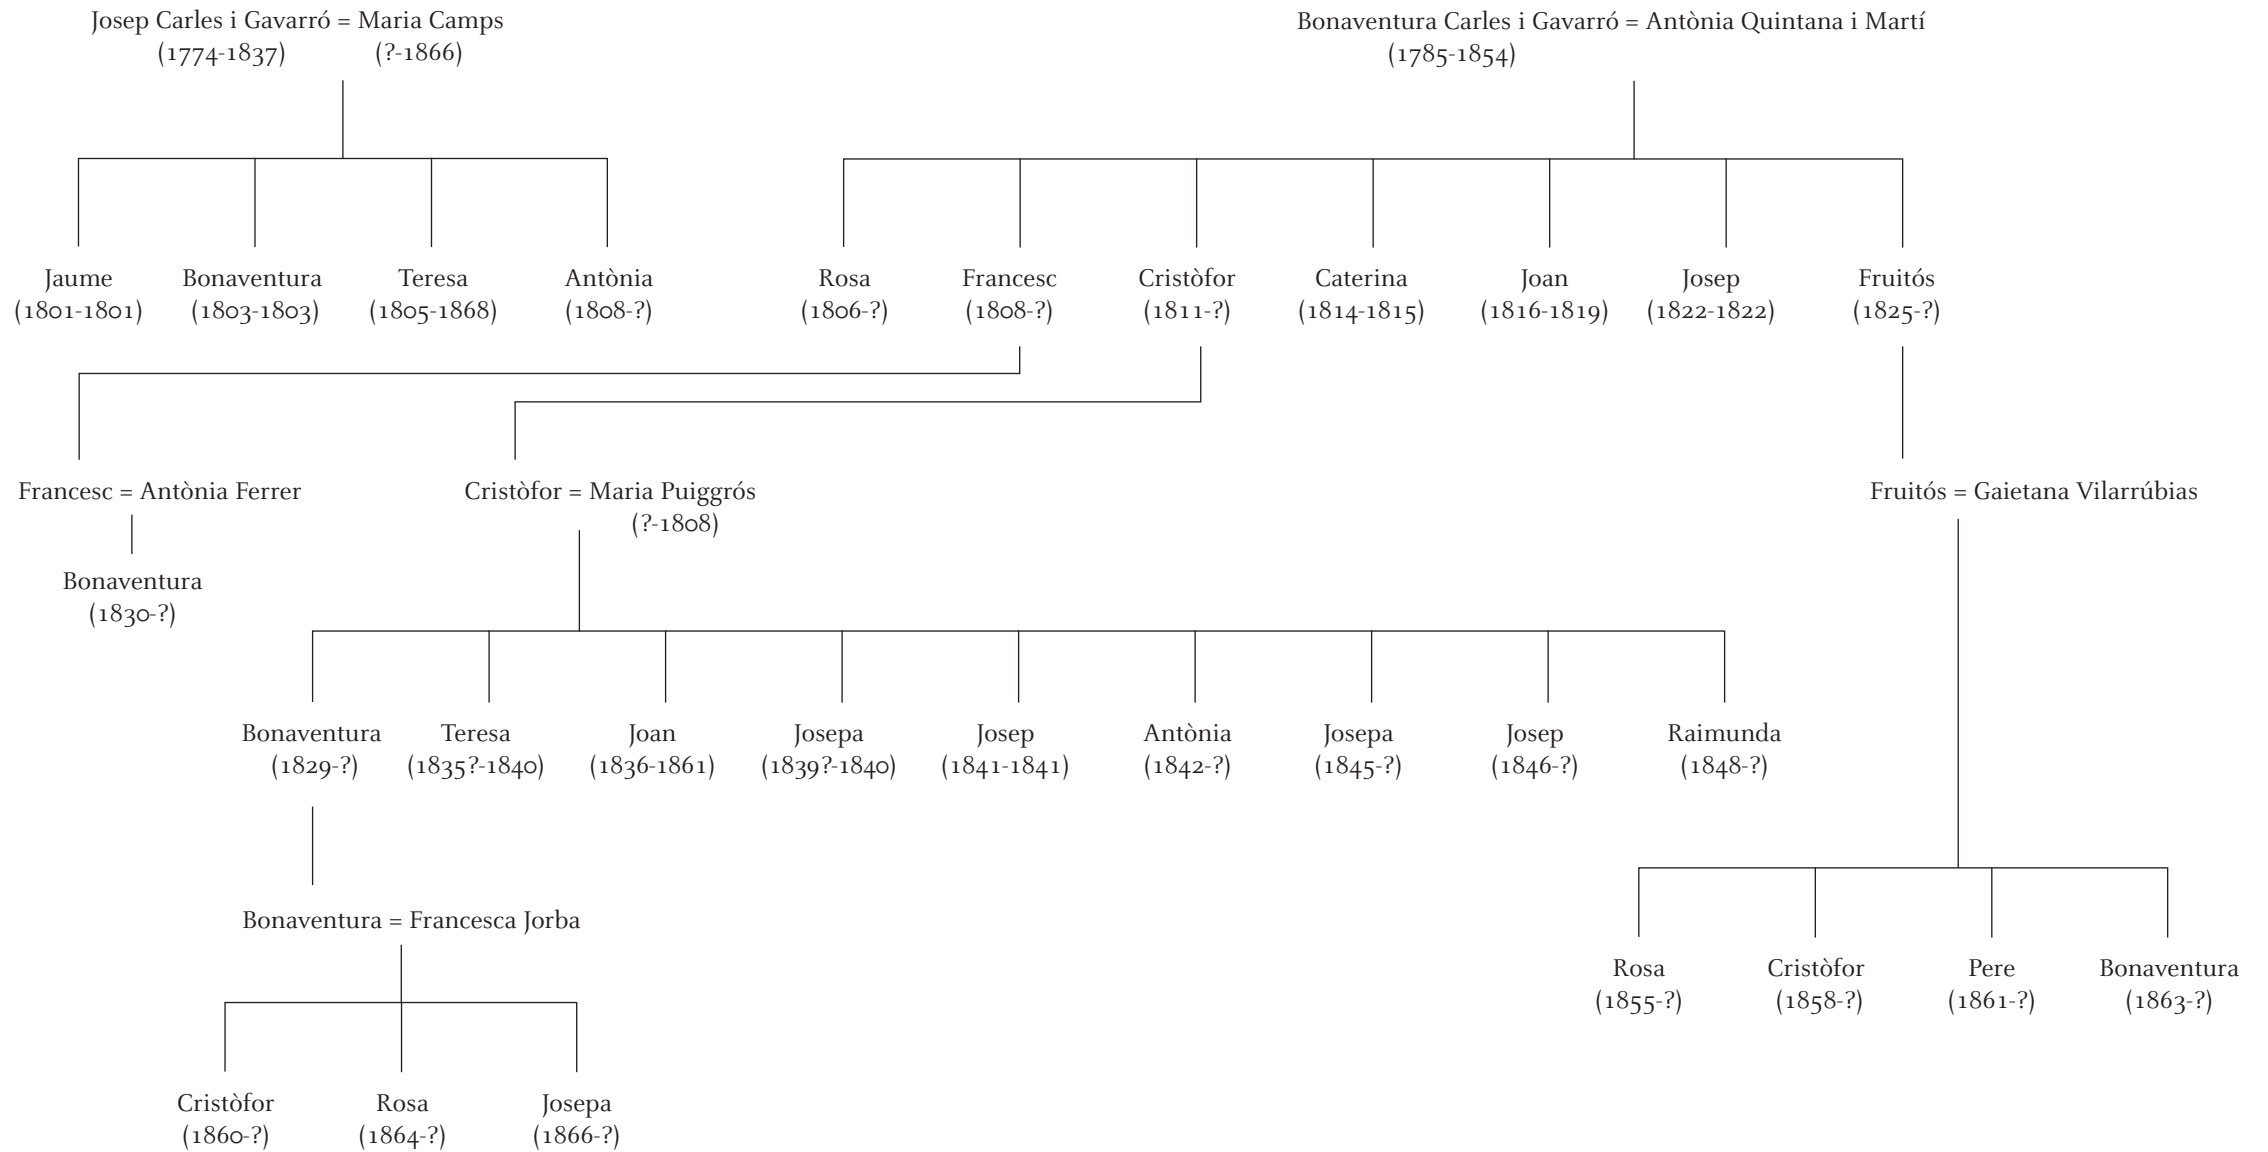 Josep Carles i Gavarró = Maria Camps
(1774-1837) (?-1866)
Bonaventura Carles i Gavarró = Antònia Quintana i Martí
(1785-1854)
Jaume
(1801-1801)
Bonaventura
(1803-1803)
Teresa
(1805-1868)
Antònia
(1808-?)
Rosa
(1806-?)
Francesc
(1808-?)
Cristòfor
(1811-?)
Caterina
(1814-1815)
Joan
(1816-1819)
Josep
(1822-1822)
Fruitós
(1825-?)
Francesc = Antònia Ferrer
Cristòfor = Maria Puiggrós
(?-1808)
Fruitós = Gaietana Vilarrúbias
Bonaventura
(1830-?)
Bonaventura
(1829-?)
Teresa
(1835?-1840)
Joan
(1836-1861)
Josepa
(1839?-1840)
Josep
(1841-1841)
Antònia
(1842-?)
Josepa
(1845-?)
Josep
(1846-?)
Raimunda
(1848-?)
Bonaventura = Francesca Jorba
Rosa
(1855-?)
Cristòfor
(1858-?)
Pere
(1861-?)
Bonaventura
(1863-?)
Cristòfor
(1860-?)
Rosa
(1864-?)
Josepa
(1866-?)